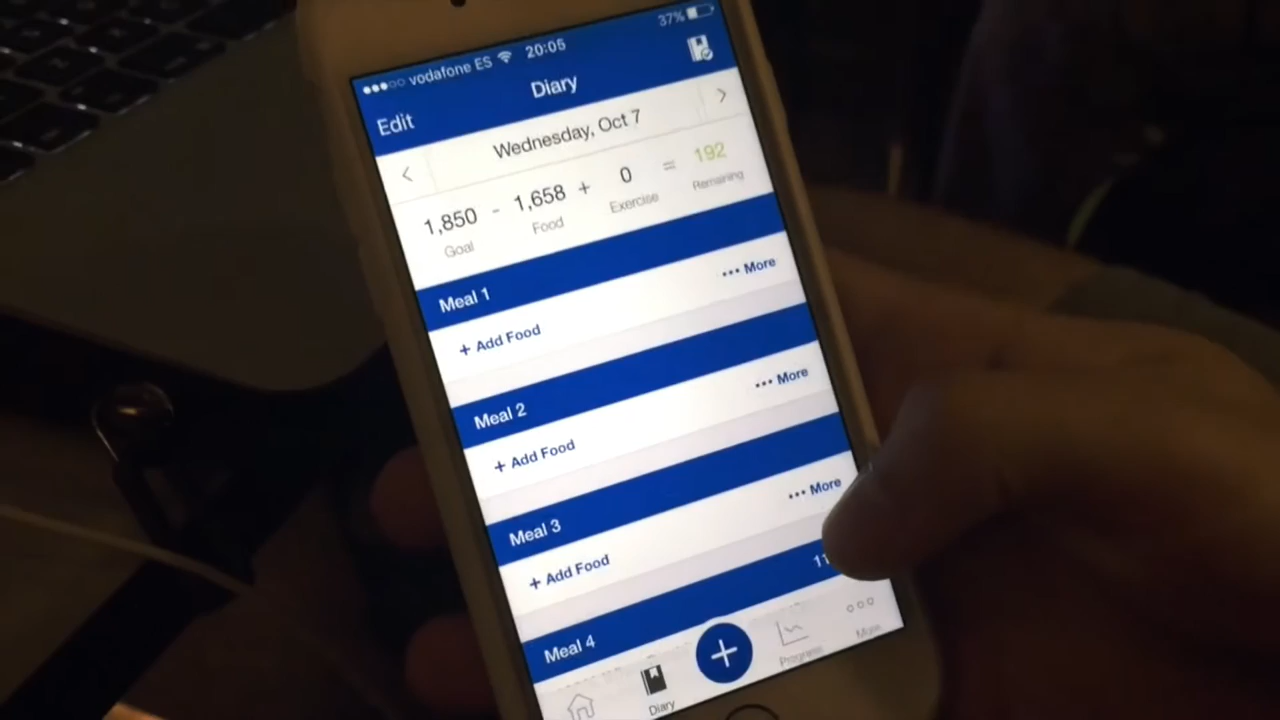 vodafone ES 20:05 37%
Diary
Edit
Wednesday, Oct 7
1,850 - 1,658 + 0 = 192
Goal Food Exercise Remaining
Meal 1
+ Add Food ••• More
Meal 2
+ Add Food ••• More
Meal 3
+ Add Food ••• More
Meal 4
Diary + Progress More